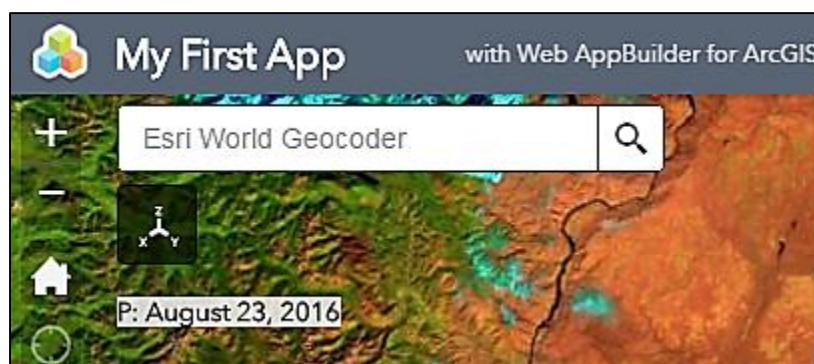 My First App
with Web AppBuilder for ArcGIS
Esri World Geocoder
Z
X Y
P: August 23, 2016